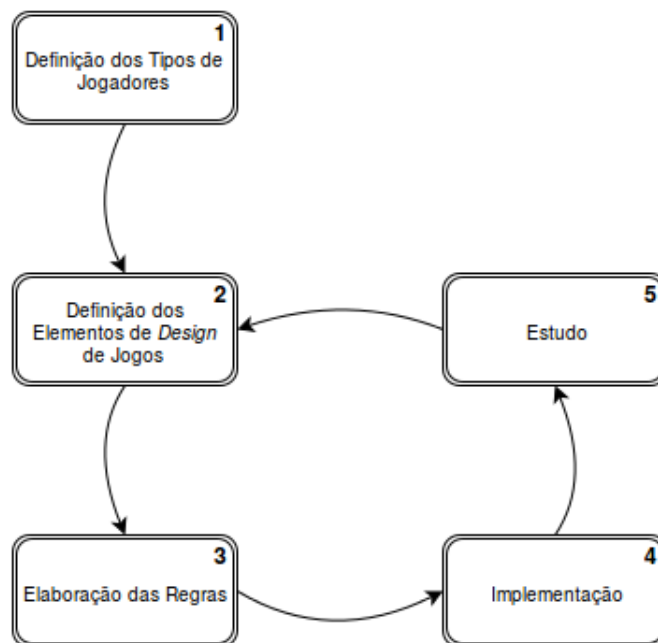 1
Definição dos Tipos de
Jogadores
2
Definição dos
Elementos de Design
de Jogos
5
Estudo
3
Elaboração das Regras
4
Implementação